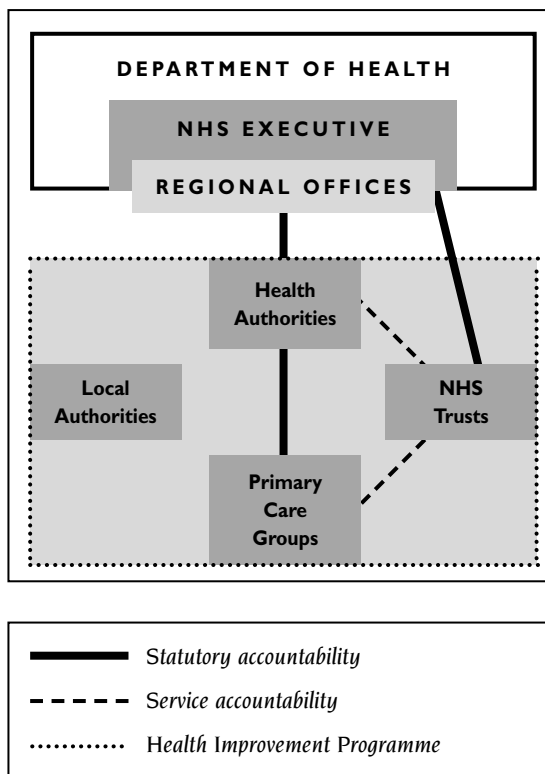 DEPARTMENT OF HEALTH
NHS EXECUTIVE
REGIONAL OFFICES
Health
Authorities
Local
Authorities
NHS
Trusts
Primary
Care
Groups
Statutory accountability
Service accountability
Health Improvement Programme